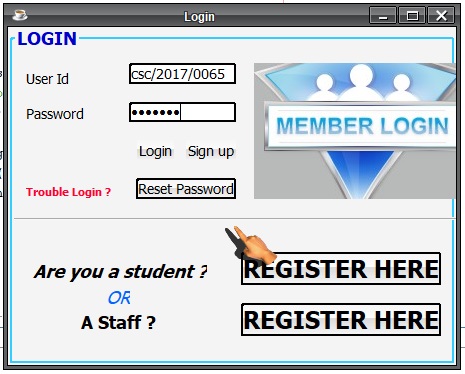 Login
LOGIN
User Id csc/2017/0065
Password •••••••
MEMBER LOGIN
Login Sign up
Trouble Login ? Reset Password
Are you a student ? REGISTER HERE
OR
A Staff ? REGISTER HERE